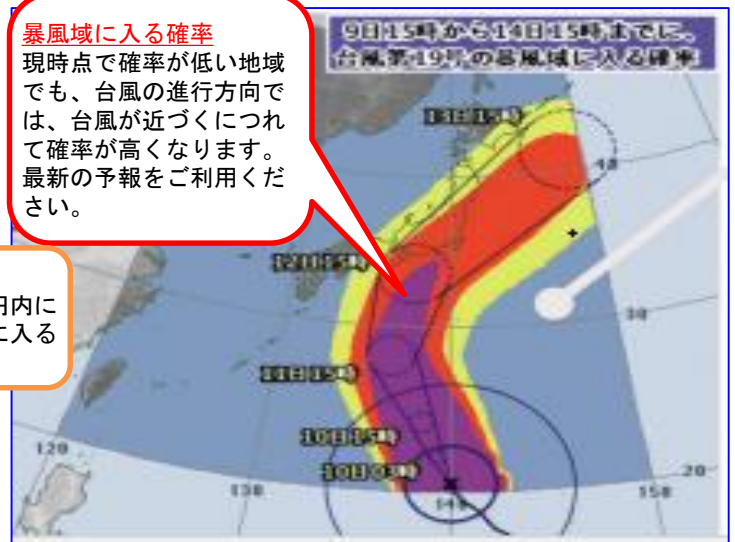 暴風域に入る確率
現時点で確率が低い地域
でも、台風の進行方向で
は、台風が近づくにつれ
て確率が高くなります。
最新の予報をご利用くだ
さい。
9日15時から14日15時までに、
台風第19号の暴風域に入る確率
13日15時
40
12日15時
円内に
に入る
30
11日15時
10日15時
10日03時
120
130
140
150
20